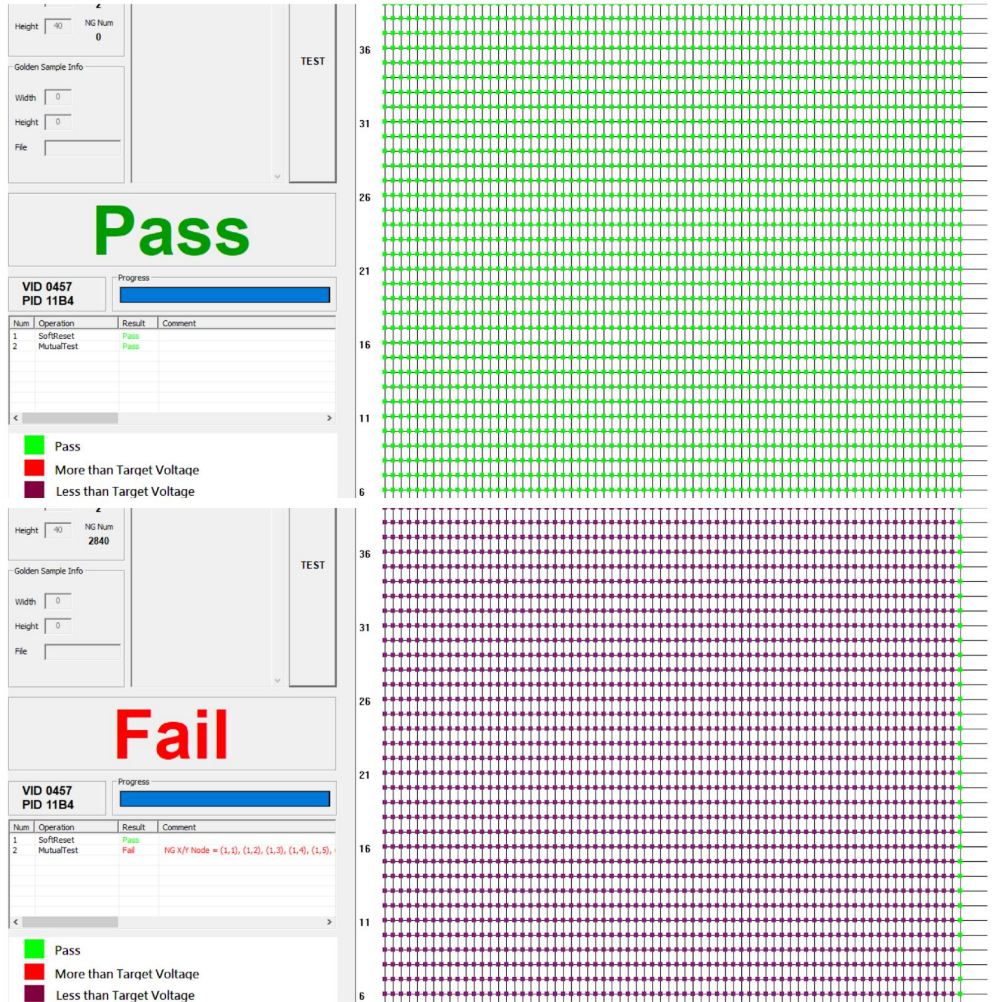 2
Height 40 NG Num
0
36
TEST
Golden Sample Info
Width 0
31
Height 0
File
26
Pass
21
VID 0457
PID 11B4
Progress
Num Operation Result Comment
1 SoftReset Pass
2 MutualTest Pass
16
< >
11
Pass
More than Target Voltage
Less than Target Voltage
6
2
Height 40 NG Num
2840
36
TEST
Golden Sample Info
Width 0
31
Height 0
File
26
Fail
21
VID 0457
PID 11B4
Progress
Num Operation Result Comment
1 SoftReset Pass
2 MutualTest Fail NG X/Y Node = (1,1), (1,2), (1,3), (1,4), (1,5),
16
< >
11
Pass
More than Target Voltage
Less than Target Voltage
6